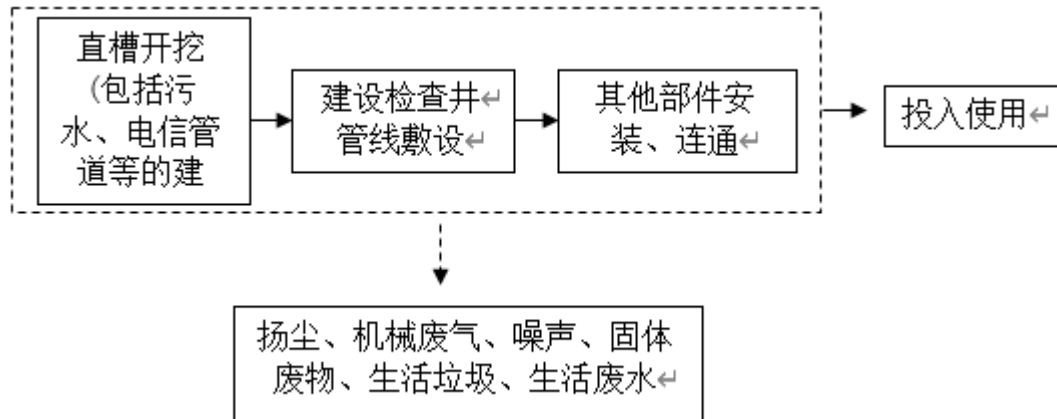 直槽开挖
(包括污
水、电信管
道等的建
建设检查井
管线敷设
其他部件安
装、连通
投入使用
扬尘、机械废气、噪声、固体
废物、生活垃圾、生活废水